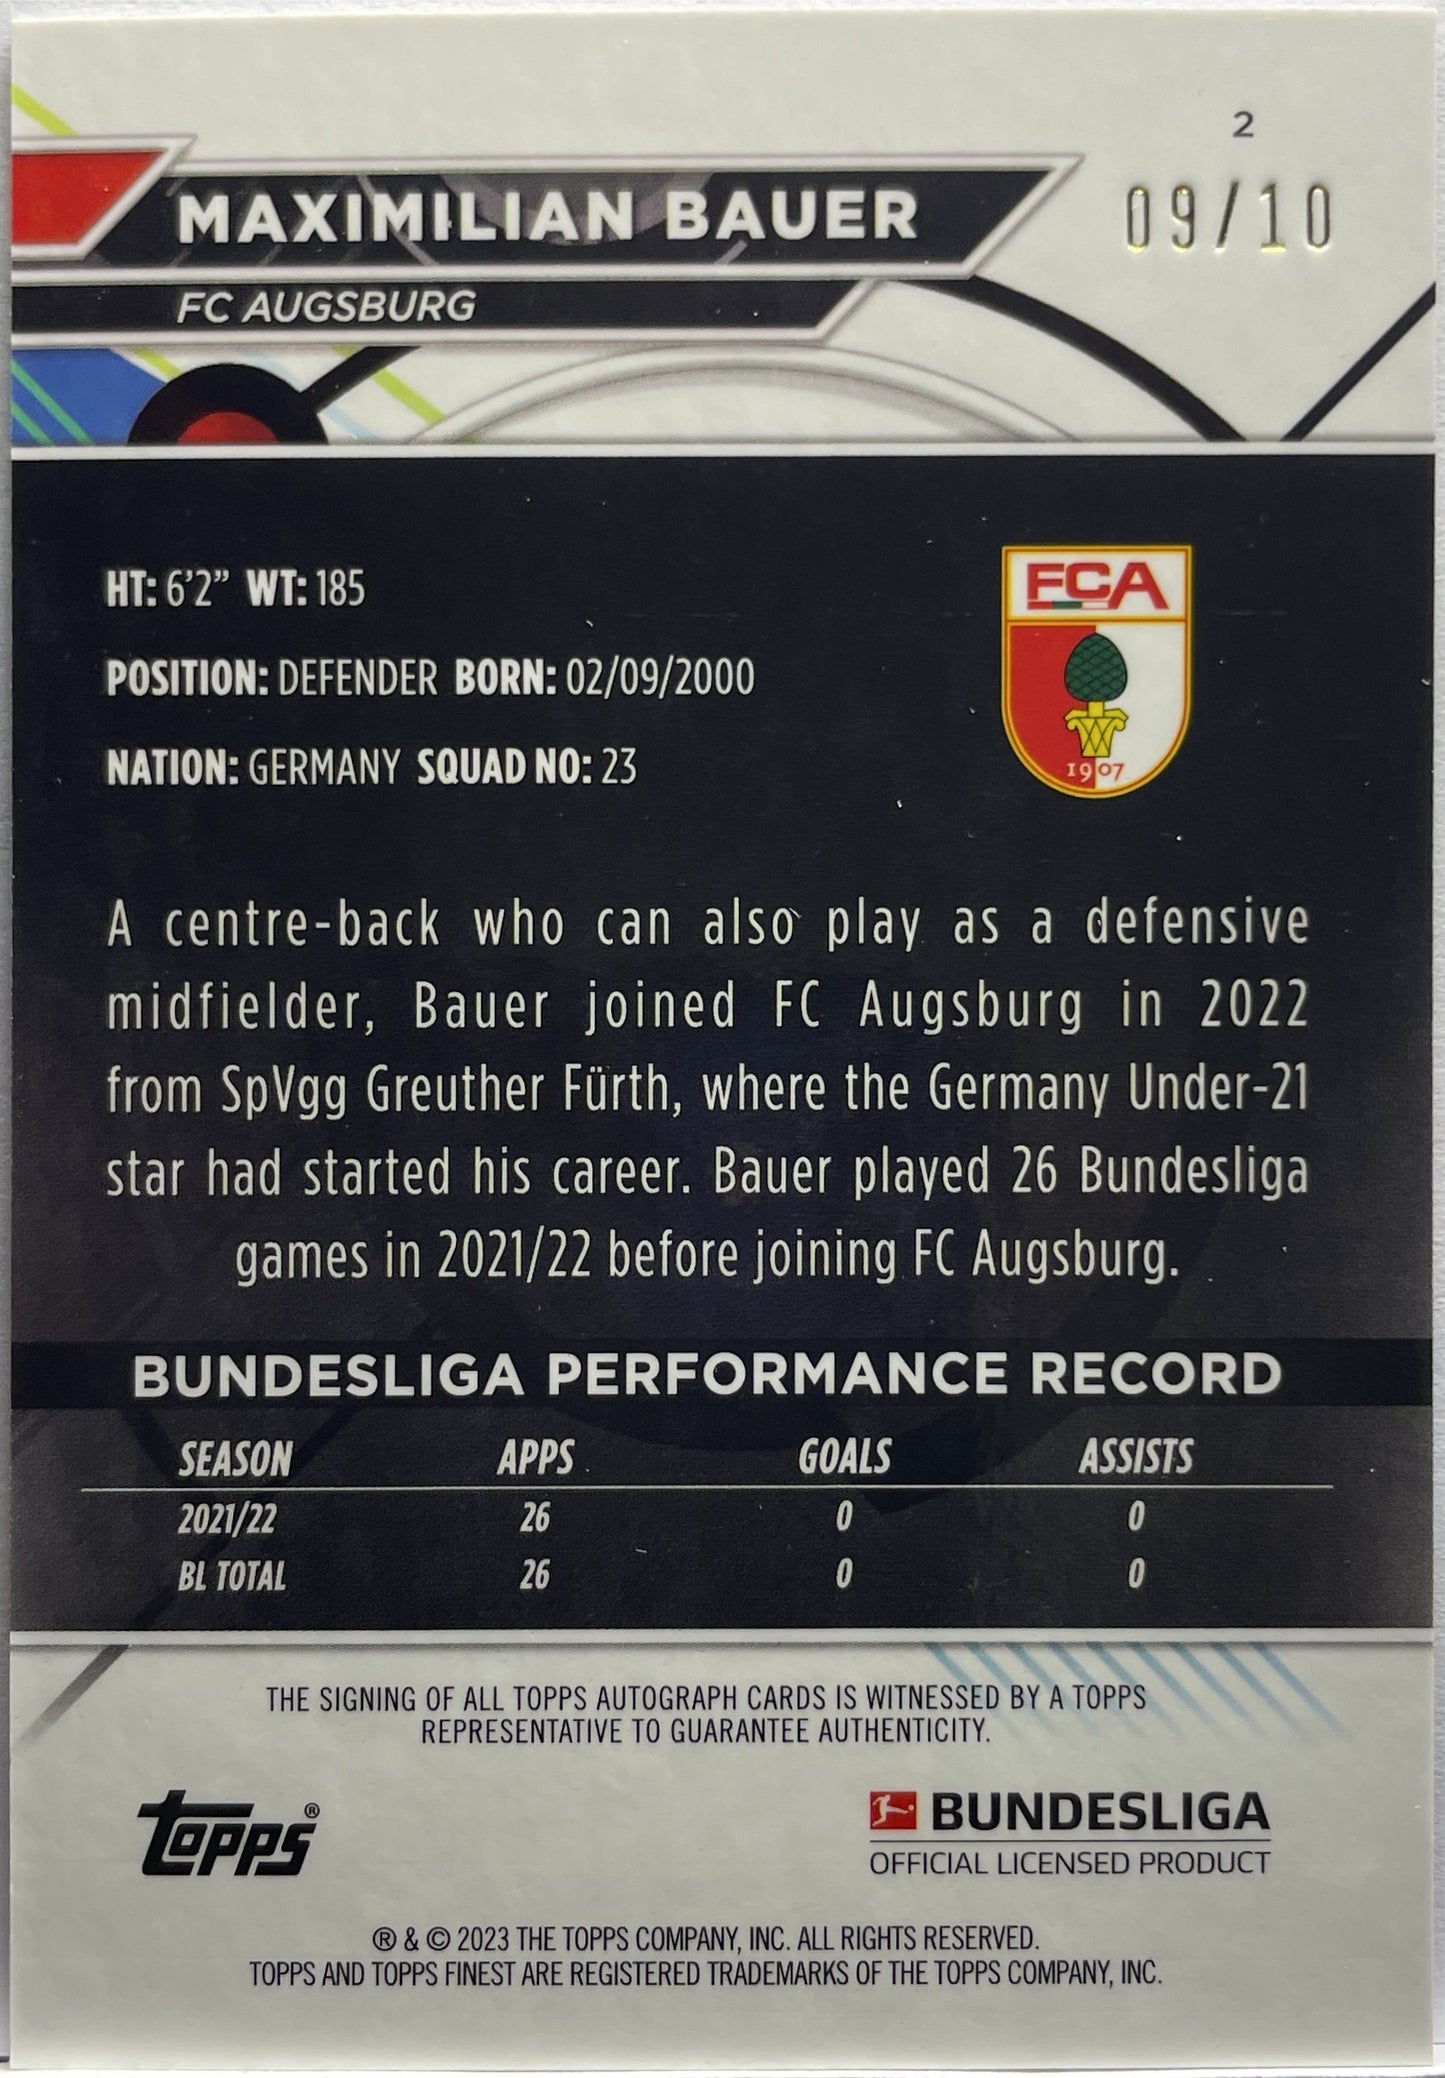 2
09/10
MAXIMILIAN BAUER
FC AUGSBURG
HT: 6'2” WT: 185
POSITION: DEFENDER BORN: 02/09/2000
NATION: GERMANY SQUAD NO: 23
FCA
1907
A centre-back who can also play as a defensive
midfielder, Bauer joined FC Augsburg in 2022
from SpVgg Greuther Fürth, where the Germany Under-21
star had started his career. Bauer played 26 Bundesliga
games in 2021/22 before joining FC Augsburg.
BUNDESLIGA PERFORMANCE RECORD
SEASON APPS GOALS ASSISTS
2021/22 26 0 0
BL TOTAL 26 0 0
THE SIGNING OF ALL TOPPS AUTOGRAPH CARDS IS WITNESSED BY A TOPPS
REPRESENTATIVE TO GUARANTEE AUTHENTICITY.
topps®
BUNDESLIGA
OFFICIAL LICENSED PRODUCT
® & © 2023 THE TOPPS COMPANY, INC. ALL RIGHTS RESERVED.
TOPPS AND TOPPS FINEST ARE REGISTERED TRADEMARKS OF THE TOPPS COMPANY, INC.